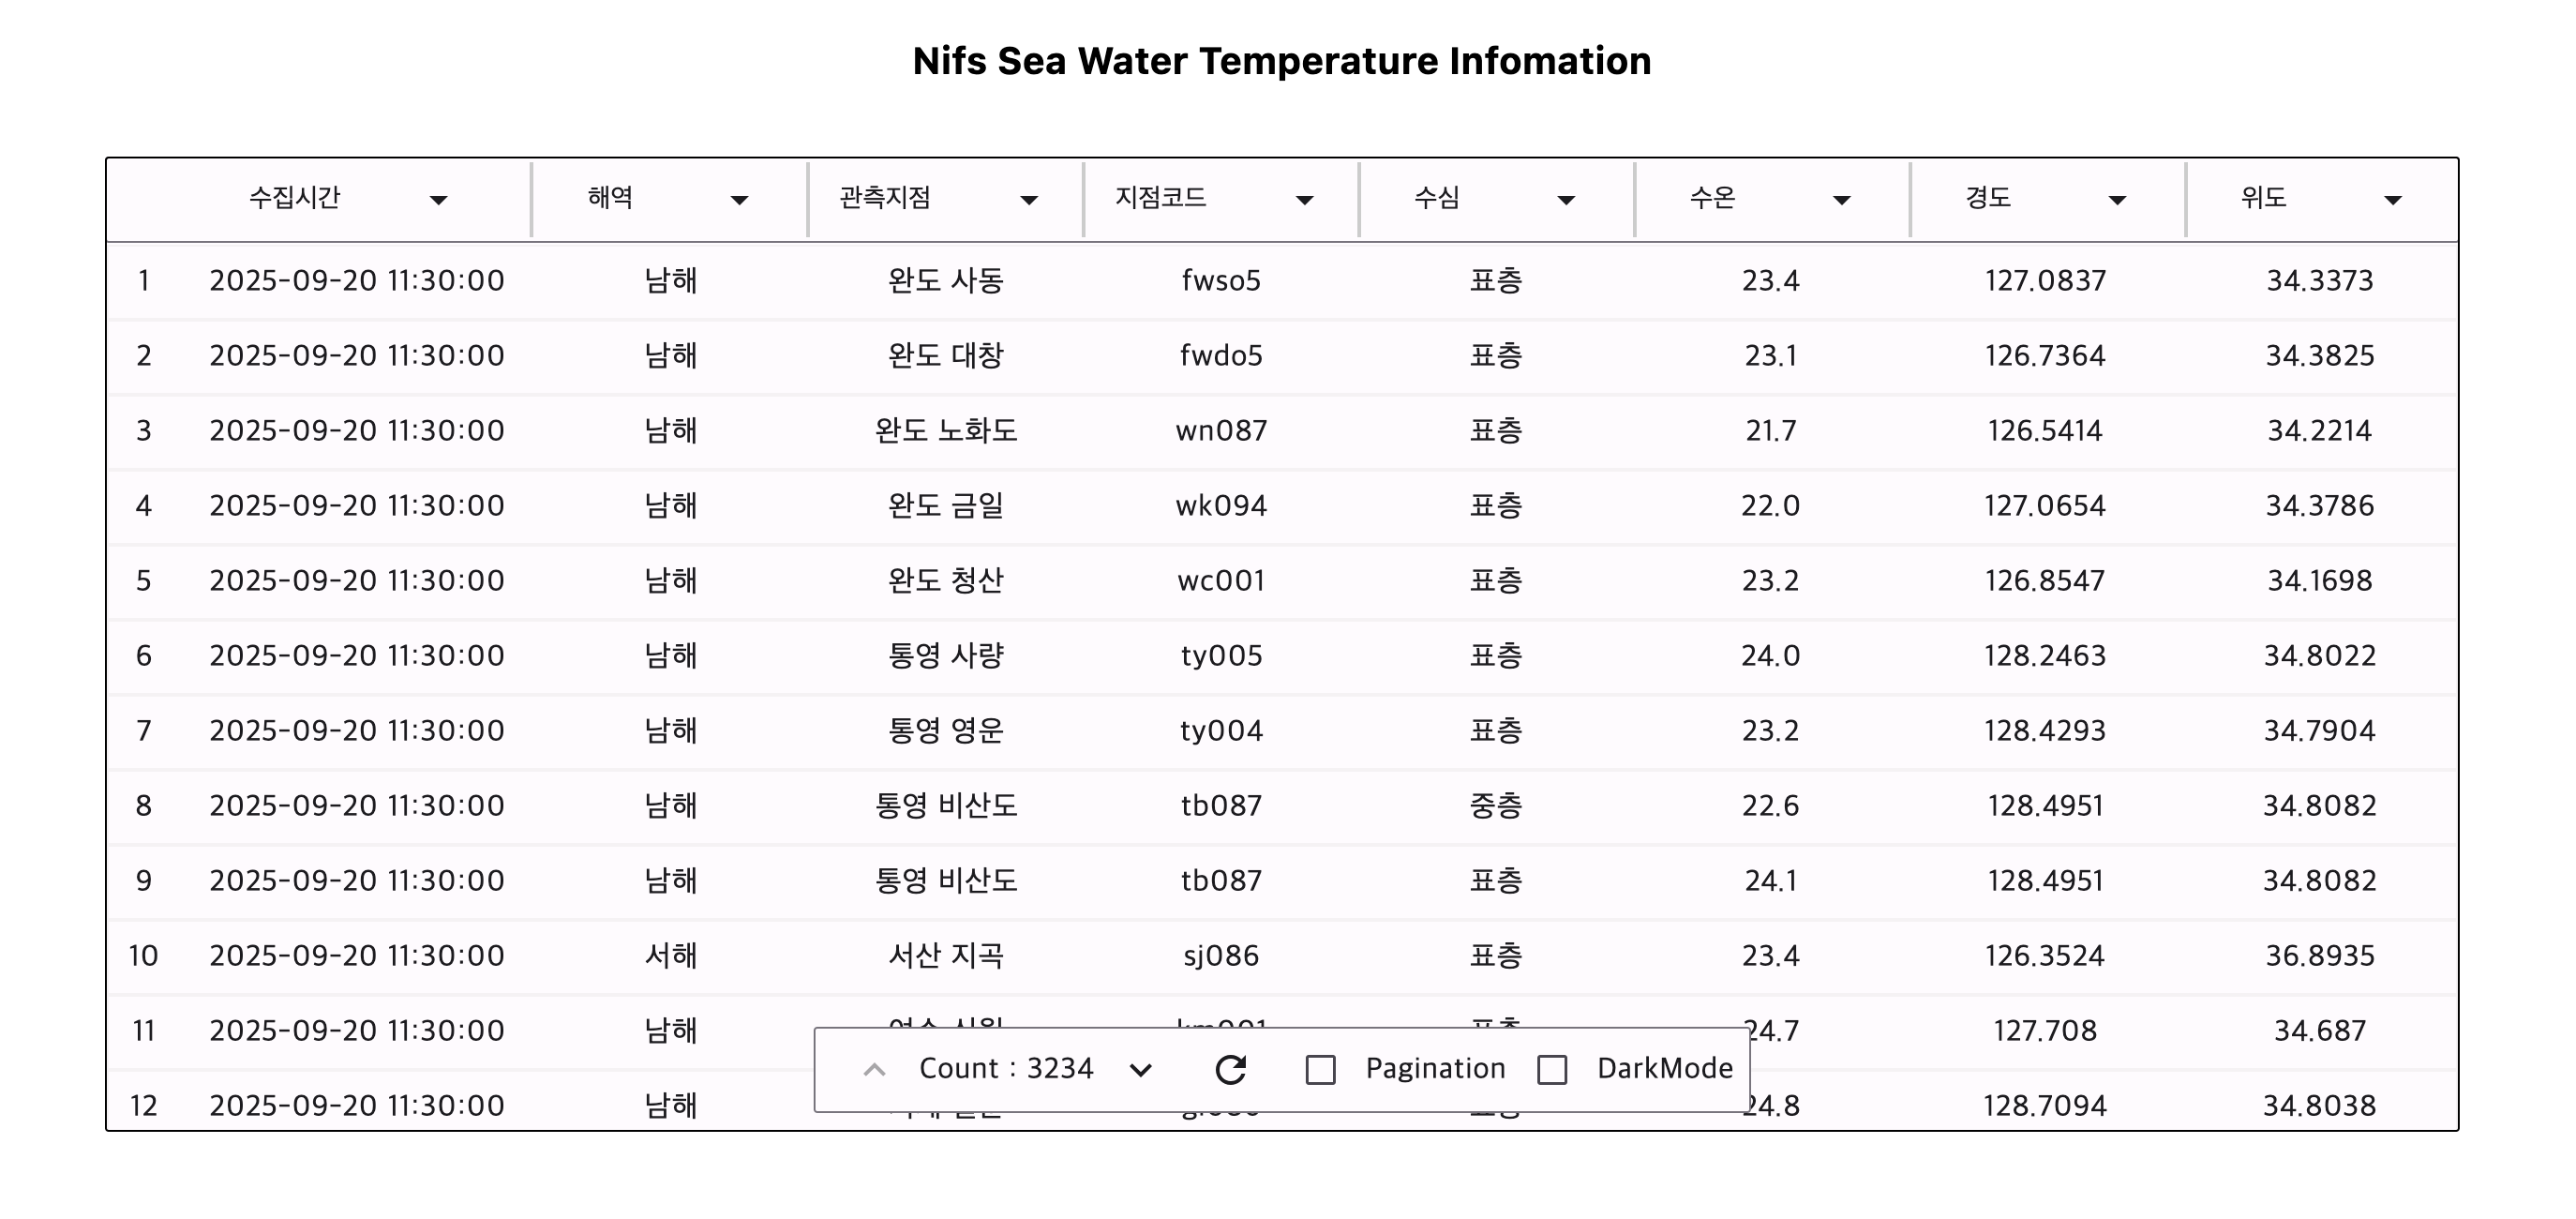 Nifs Sea Water Temperature Infomation
수집시간 해역 관측지점 지점코드 수심 수온 경도 위도
1 2025-09-20 11:30:00 남해 완도 사동 fwso5 표층 23.4 127.0837 34.3373
2 2025-09-20 11:30:00 남해 완도 대창 fwdo5 표층 23.1 126.7364 34.3825
3 2025-09-20 11:30:00 남해 완도 노화도 wn087 표층 21.7 126.5414 34.2214
4 2025-09-20 11:30:00 남해 완도 금일 wk094 표층 22.0 127.0654 34.3786
5 2025-09-20 11:30:00 남해 완도 청산 wc001 표층 23.2 126.8547 34.1698
6 2025-09-20 11:30:00 남해 통영 사량 ty005 표층 24.0 128.2463 34.8022
7 2025-09-20 11:30:00 남해 통영 영운 ty004 표층 23.2 128.4293 34.7904
8 2025-09-20 11:30:00 남해 통영 비산도 tb087 중층 22.6 128.4951 34.8082
9 2025-09-20 11:30:00 남해 통영 비산도 tb087 표층 24.1 128.4951 34.8082
10 2025-09-20 11:30:00 서해 서산 지곡 sj086 표층 23.4 126.3524 36.8935
11 2025-09-20 11:30:00 남해 24.7 127.708 34.687
Count : 3234 Pagination DarkMode
12 2025-09-20 11:30:00 남해 24.8 128.7094 34.8038